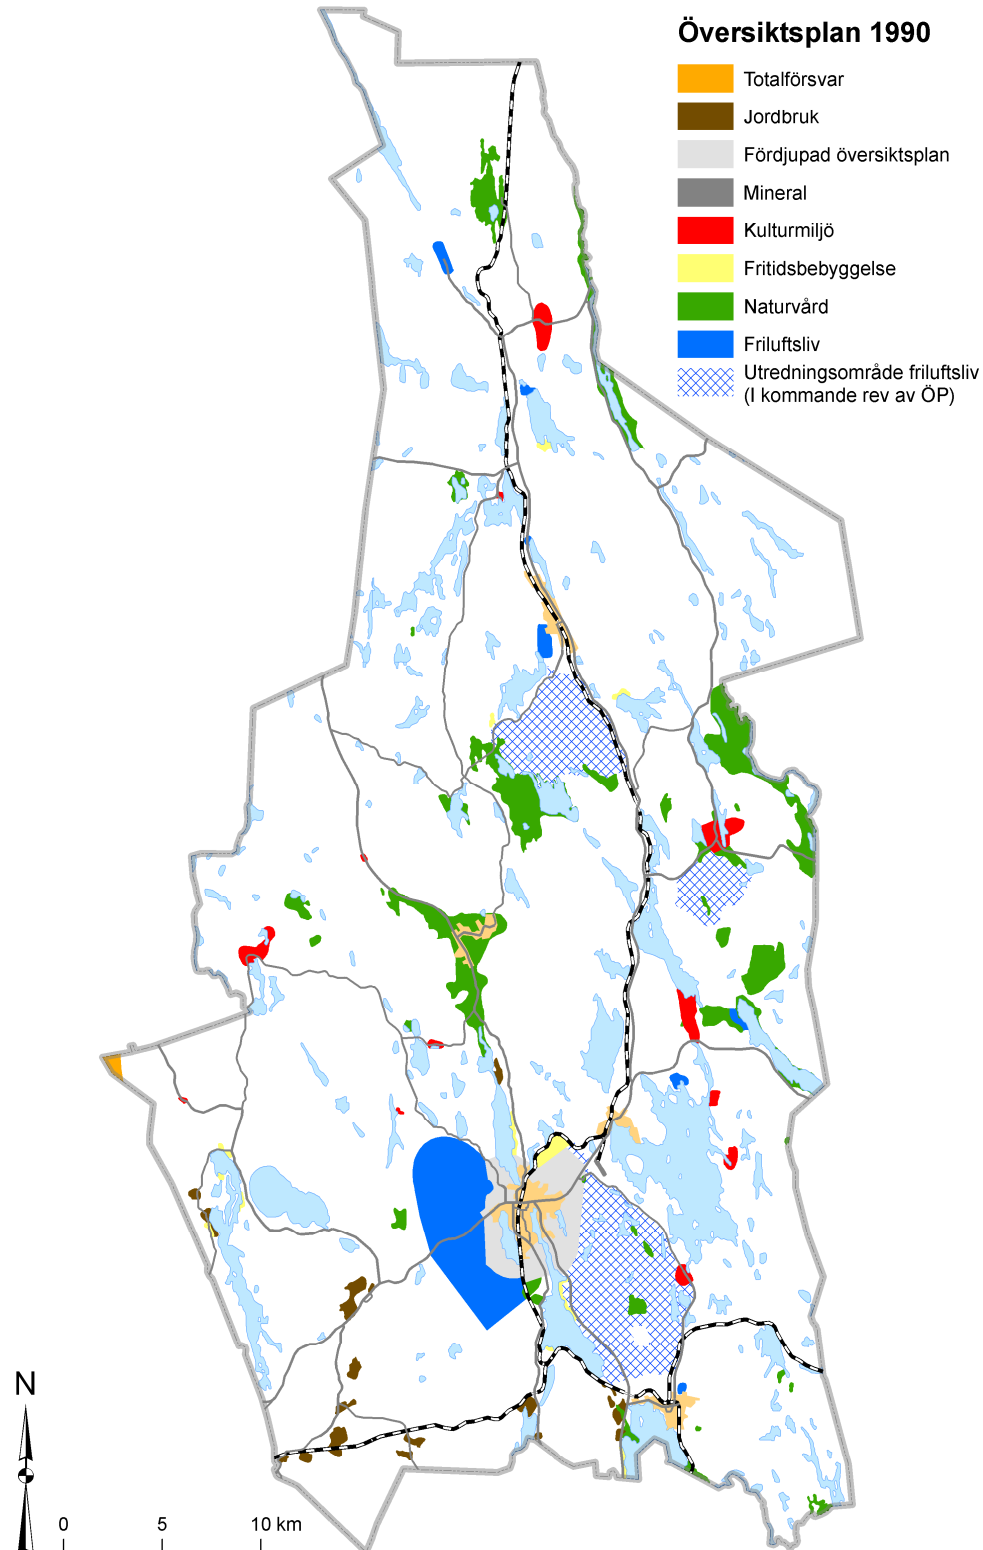 Översiktsplan 1990
Totalförsvar
Jordbruk
Fördjupad översiktsplan
Mineral
Kulturmiljö
Fritidsbebyggelse
Naturvård
Friluftsliv
Utredningsområde friluftsliv
(I kommande rev av ÖP)
N
0 5 10 km